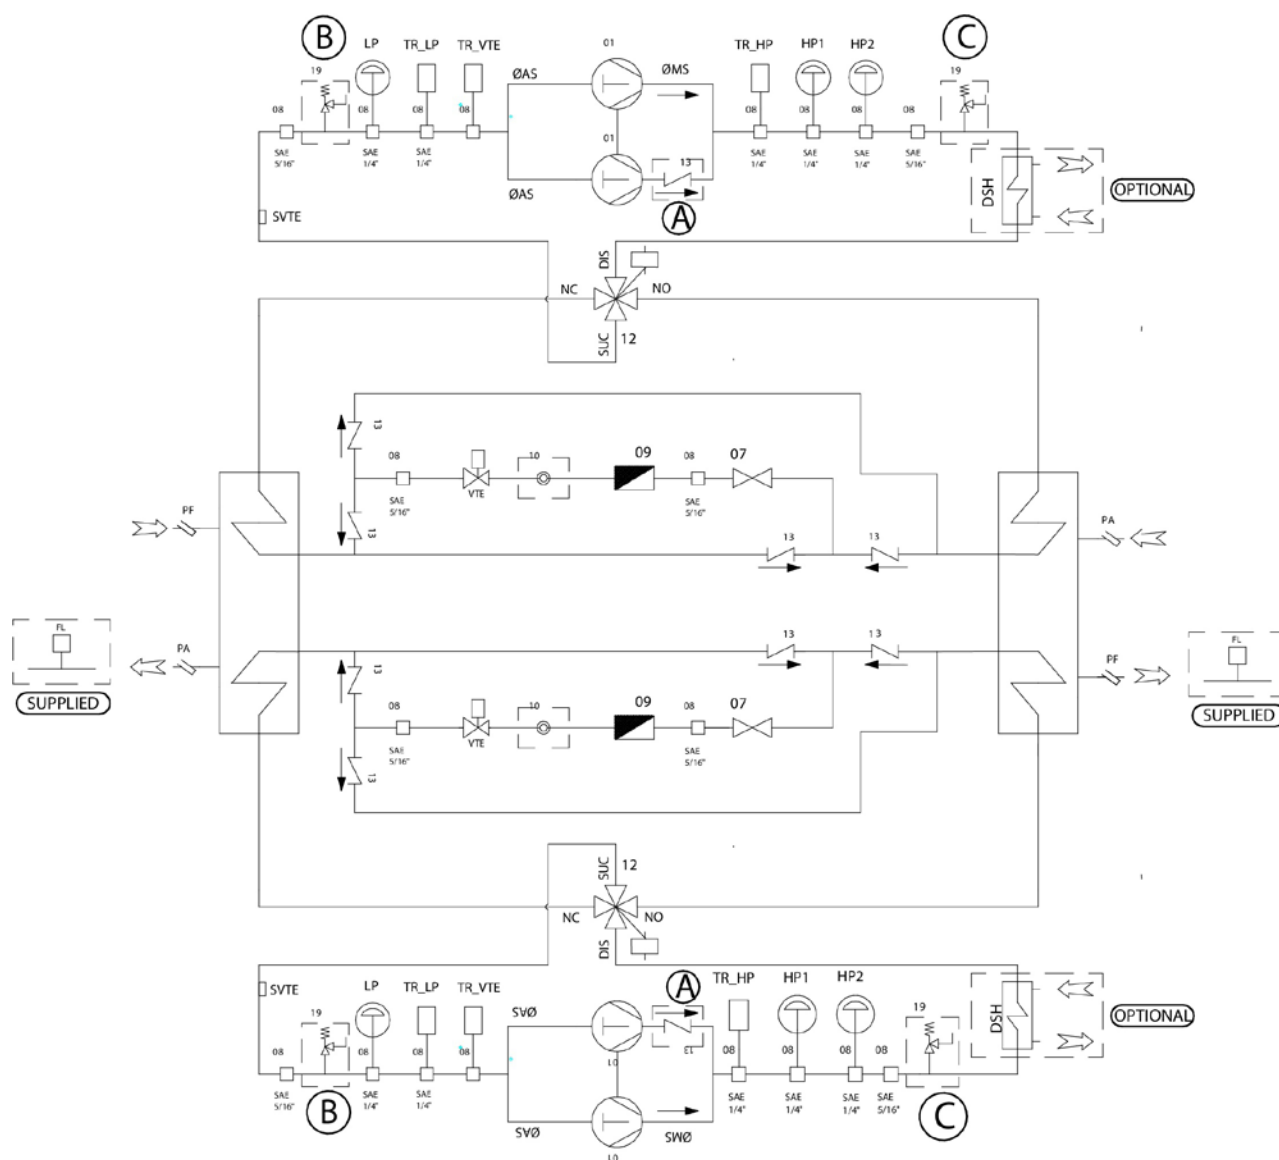 B
C
01
LP
TR_LP
TR_VTE
ØAS
ØMS
TR_HP
HP1
HP2
19
19
08
08
08
08
08
08
08
08
01
13
SAE
5/16"
SAE
1/4"
SAE
1/4"
SAE
1/4"
SAE
1/4"
SAE
1/4"
SAE
5/16"
DSH
OPTIONAL
ØAS
A
SVTE
DIS
NC
NO
SUC
12
13
08
10
09
08
07
SAE
5/16"
VTE
SAE
5/16"
PF
13
13
13
PA
FL
PA
SUPPLIED
13
13
13
FL
PF
SUPPLIED
08
10
09
08
07
SAE
5/16"
VTE
SAE
5/16"
13
SUC
12
NC
NO
DIS
SVTE
LP
TR_LP
TR_VTE
A
TR_HP
HP1
HP2
DSH
OPTIONAL
19
ØAS
13
19
08
08
08
08
01
08
08
08
08
SAE
5/16"
SAE
1/4"
SAE
1/4"
SAE
1/4"
SAE
1/4"
SAE
1/4"
SAE
5/16"
B
C
ØAS
ØMS
01